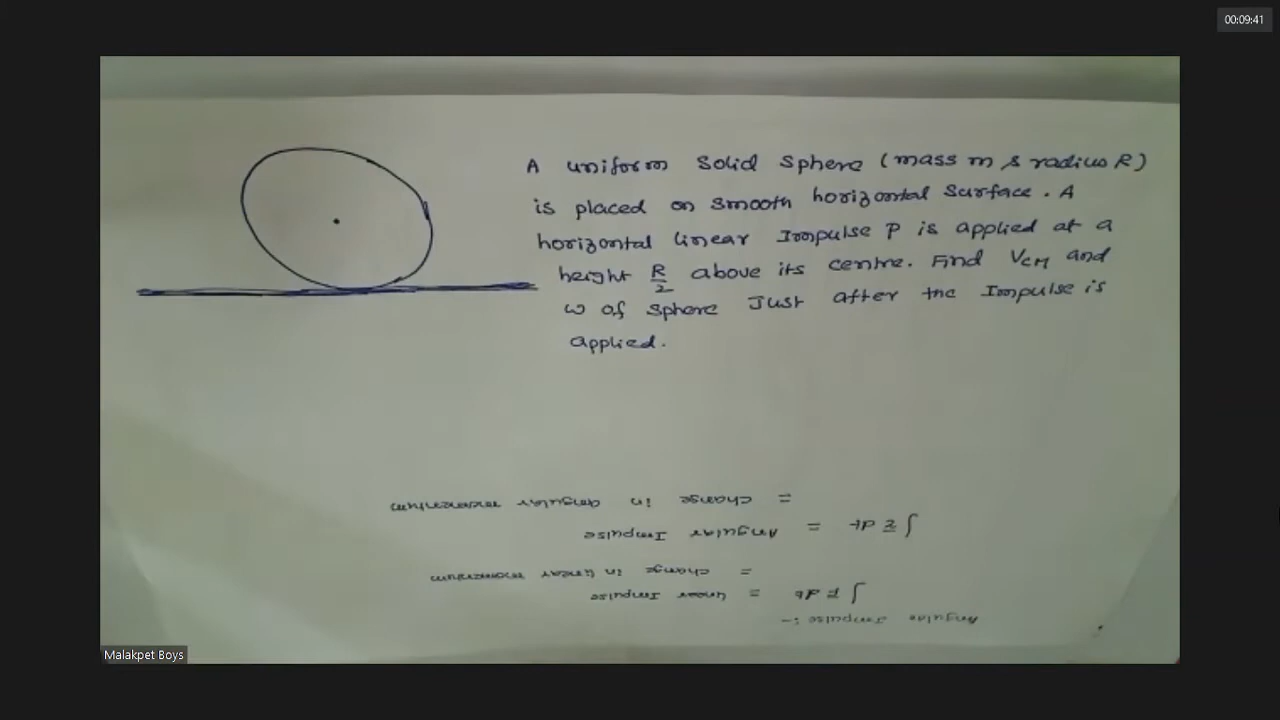 00:09:41
A uniform solid sphere (mass m & radius R)
is placed on smooth horizontal surface. A
horizontal linear Impulse P is applied at a
height R/2 above its centre. Find VCM and
ω of sphere Just after the Impulse is
applied.
= change in angular momentum
∫ τ dt = Angular Impulse
= change in linear momentum
∫ F dt = Linear Impulse
Angular Impulse :-
Malakpet Boys